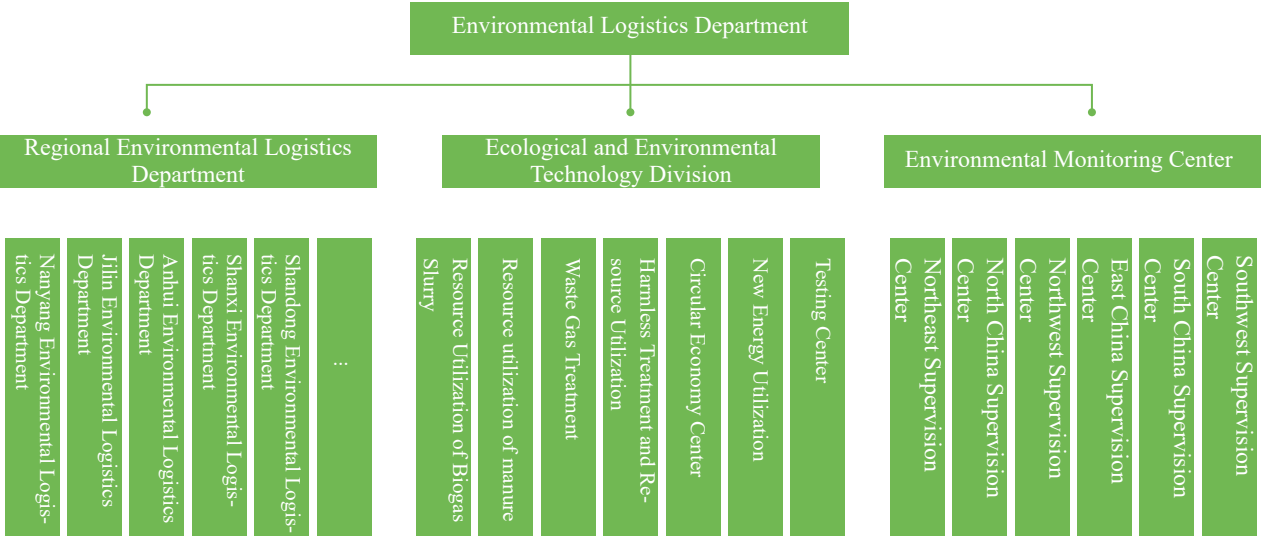 Environmental Logistics Department
Regional Environmental Logistics
Department
Ecological and Environmental
Technology Division
Environmental Monitoring Center
Nanyang Environmental Logis-
tics Department
Jilin Environmental Logistics
Department
Anhui Environmental Logistics
Department
Shanxi Environmental Logis-
tics Department
Shandong Environmental Logis-
tics Department
...
Resource Utilization of Biogas
Slurry
Resource utilization of manure
Waste Gas Treatment
Harmless Treatment and Re-
source Utilization
Circular Economy Center
New Energy Utilization
Testing Center
Northeast Supervision
Center
North China Supervision
Center
Northwest Supervision
Center
East China Supervision
Center
South China Supervision
Center
Southwest Supervision
Center